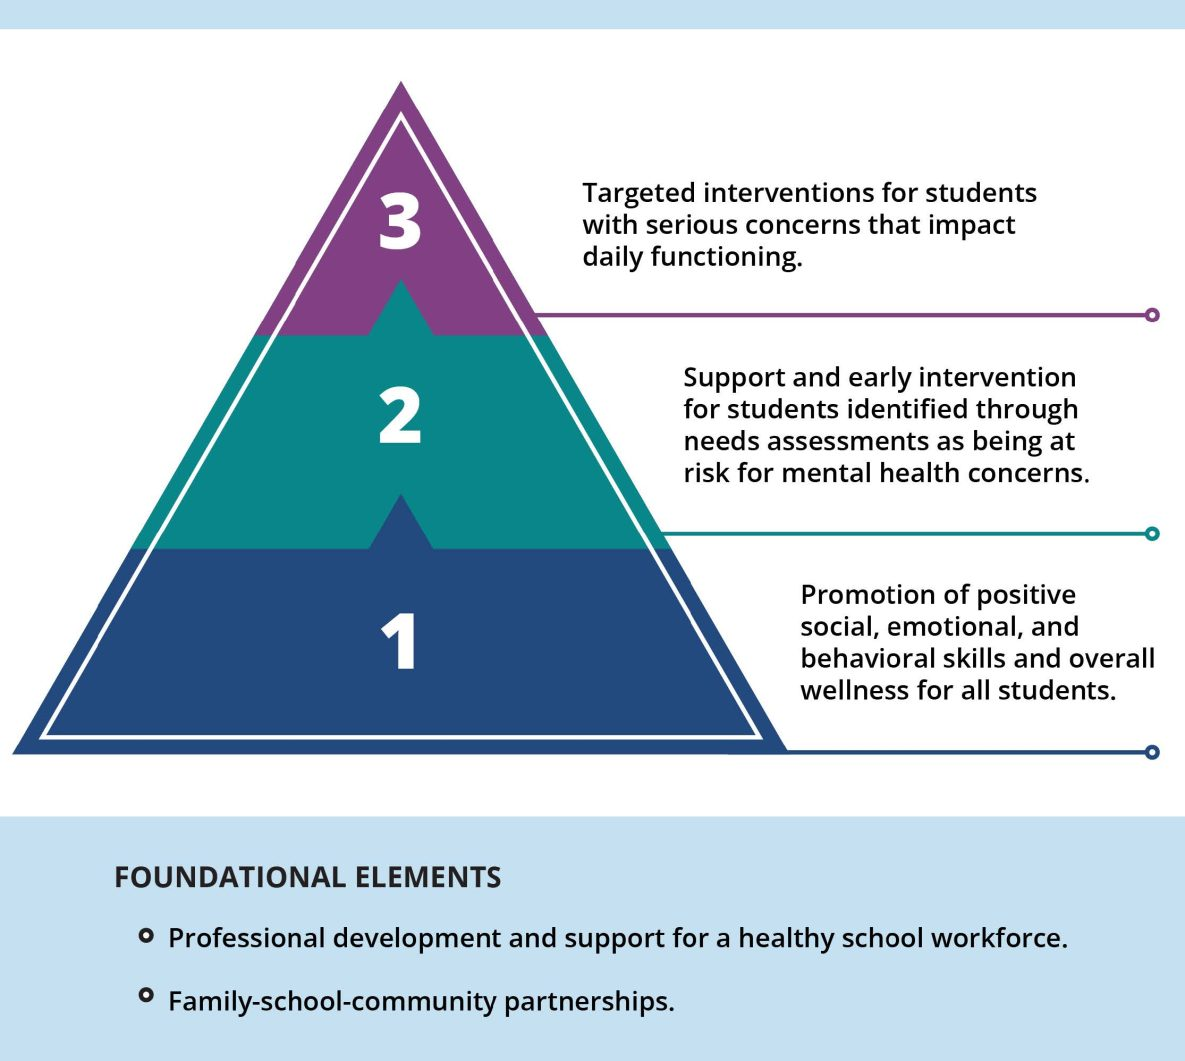 3
Targeted interventions for students
with serious concerns that impact
daily functioning.
2
Support and early intervention
for students identified through
needs assessments as being at
risk for mental health concerns.
1
Promotion of positive
social, emotional, and
behavioral skills and overall
wellness for all students.
FOUNDATIONAL ELEMENTS
Professional development and support for a healthy school workforce.
Family-school-community partnerships.